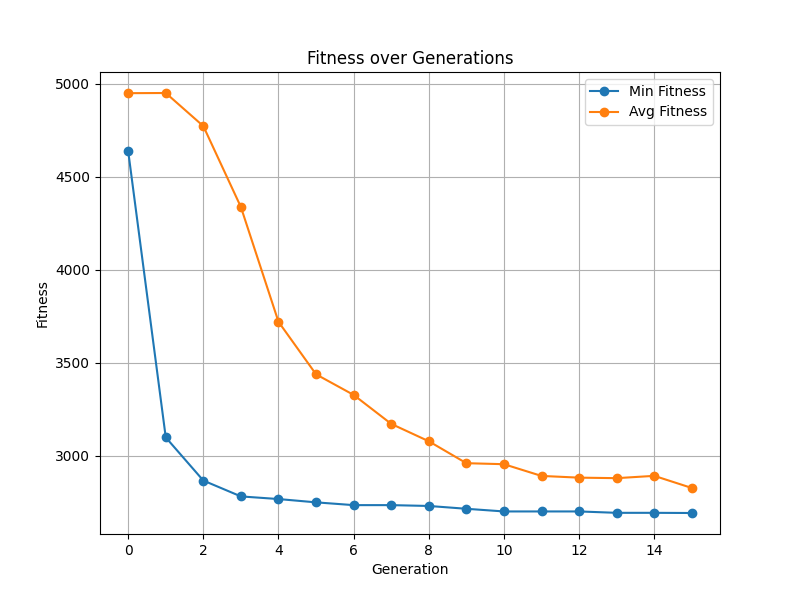 Fitness over Generations
Min Fitness
Avg Fitness
5000
4500
4000
3500
3000
Fitness
0 2 4 6 8 10 12 14
Generation